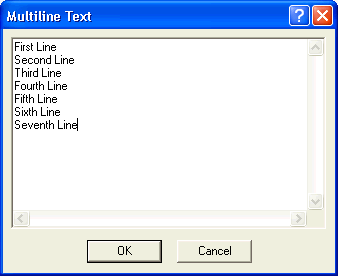 Multiline Text
First Line
Second Line
Third Line
Fourth Line
Fifth Line
Sixth Line
Seventh Line
OK
Cancel